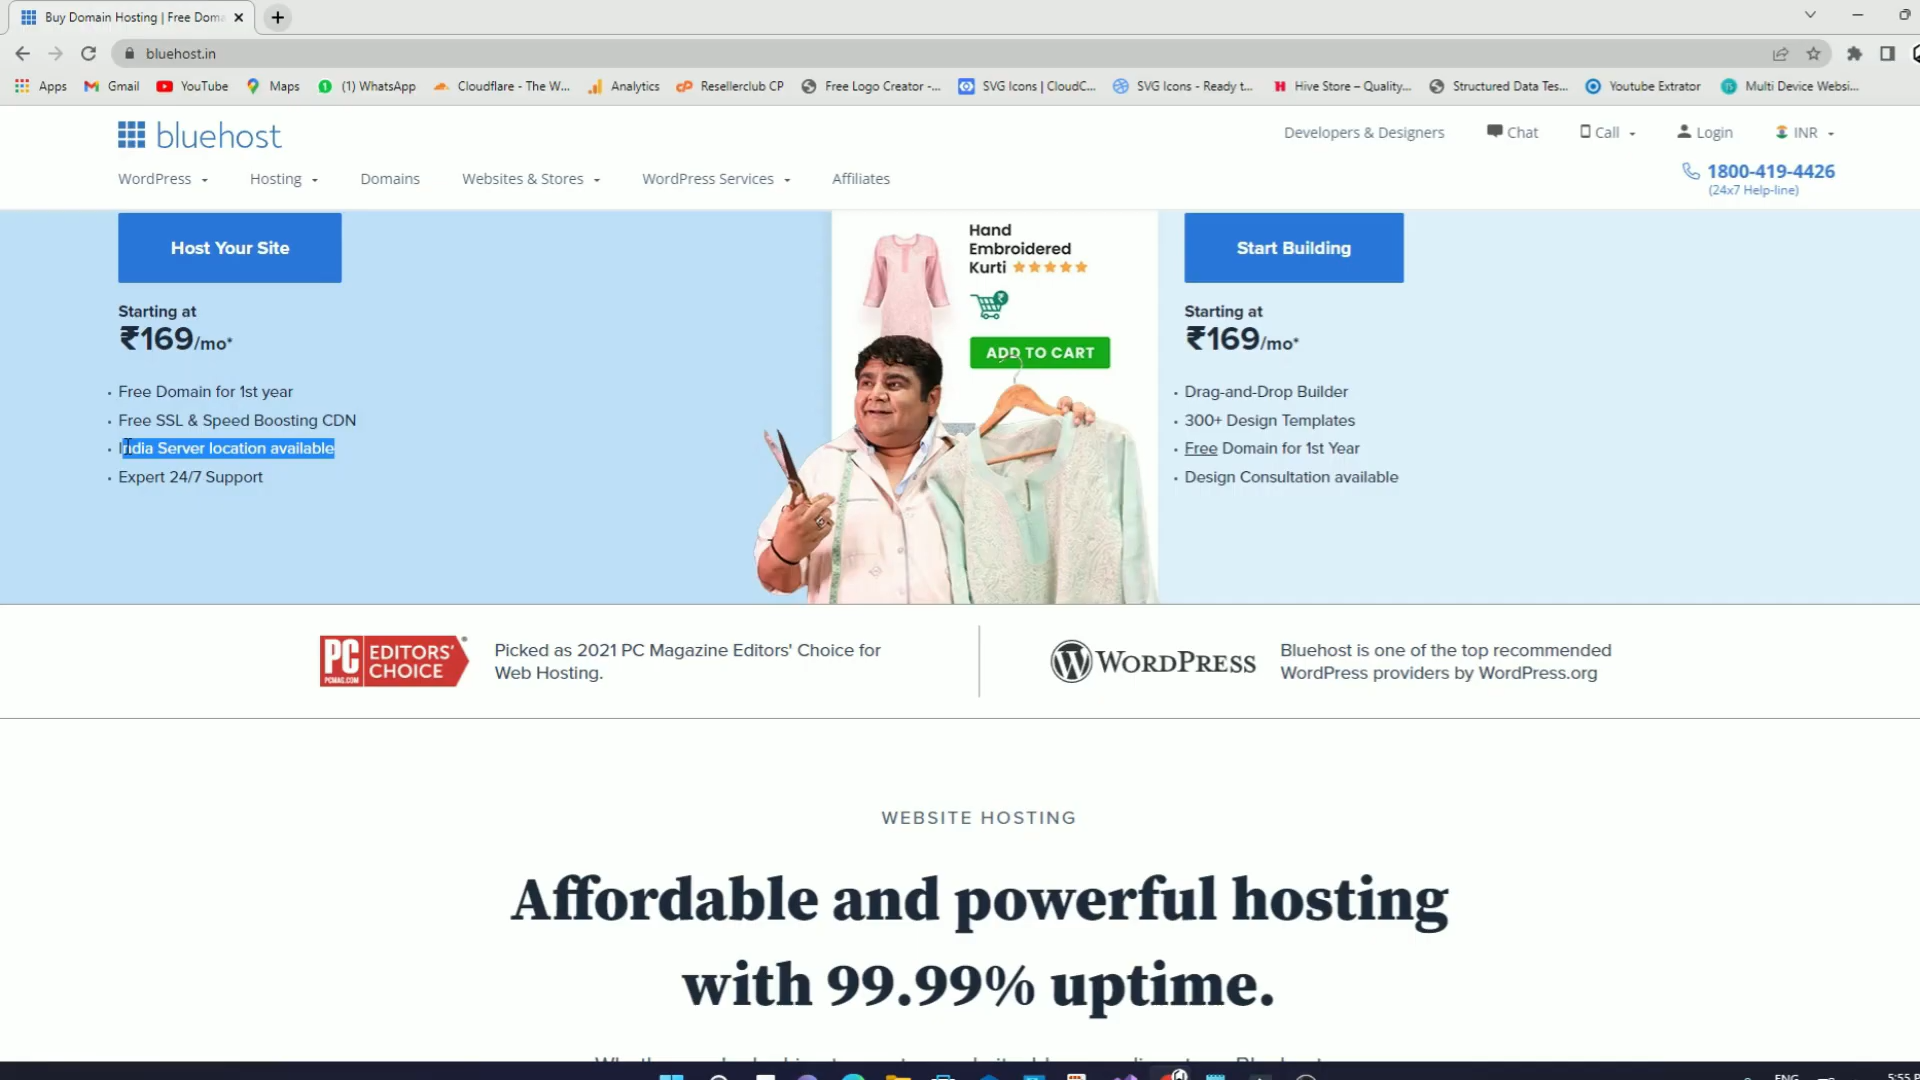 Buy Domain Hosting | Free Doma
bluehost.in
Apps Gmail YouTube Maps (1) WhatsApp Cloudflare - The W... Analytics Resellerclub CP Free Logo Creator -... SVG Icons | CloudC... SVG Icons - Ready t... Hive Store – Quality... Structured Data Tes... Youtube Extrator Multi Device Websi...
bluehost
Developers & Designers Chat Call Login INR
1800-419-4426
(24x7 Help-line)
WordPress Hosting Domains Websites & Stores WordPress Services Affiliates
Host Your Site
Starting at
₹169/mo*
· Free Domain for 1st year
· Free SSL & Speed Boosting CDN
· India Server location available
· Expert 24/7 Support
Hand
Embroidered
Kurti
ADD TO CART
Start Building
Starting at
₹169/mo*
· Drag-and-Drop Builder
· 300+ Design Templates
· Free Domain for 1st Year
· Design Consultation available
PC EDITORS'
CHOICE
PCMAG.COM
Picked as 2021 PC Magazine Editors' Choice for
Web Hosting.
WORDPRESS
Bluehost is one of the top recommended
WordPress providers by WordPress.org
WEBSITE HOSTING
Affordable and powerful hosting
with 99.99% uptime.
ENG
5:55 P